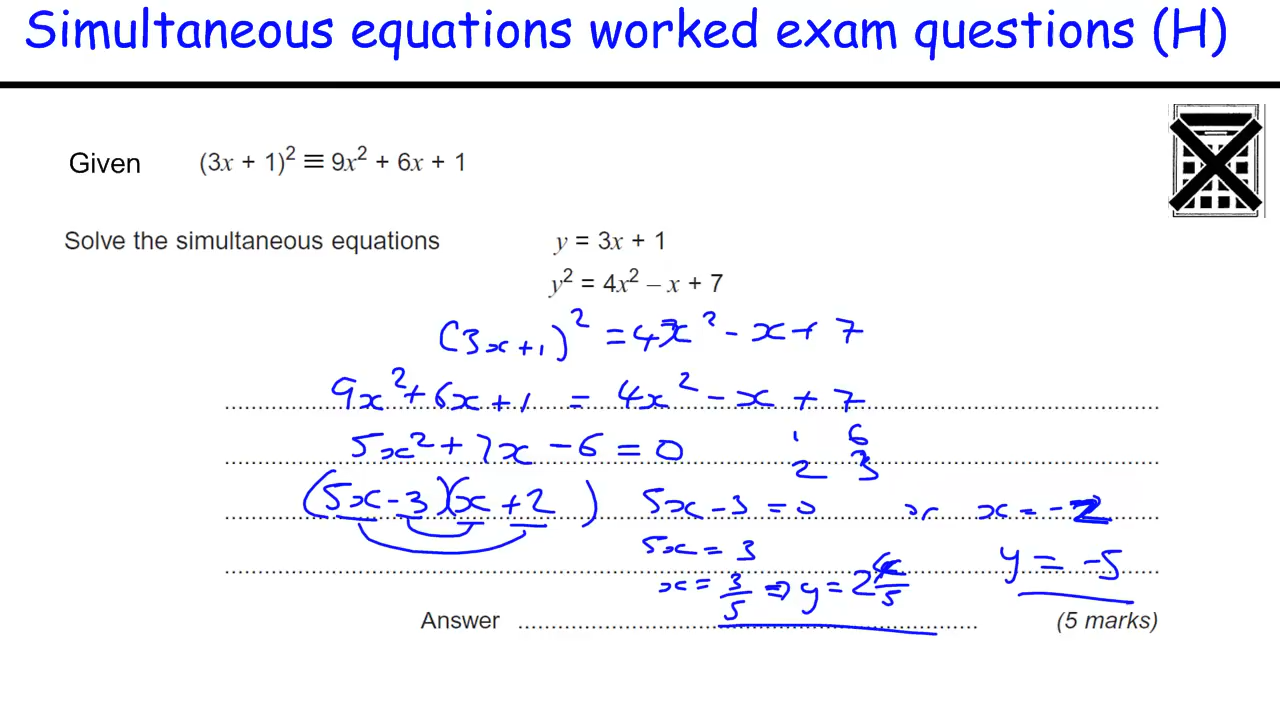 Simultaneous equations worked exam questions (H)
Given (3x + 1)² ≡ 9x² + 6x + 1
Solve the simultaneous equations y = 3x + 1
y² = 4x² – x + 7
(3x+1)² = 4x² - x + 7
9x² + 6x + 1 = 4x² - x + 7
1 6
5x² + 7x - 6 = 0 2 3
(5x - 3)(x + 2) 5x - 3 = 0 or x = -2
5x = 3 y = -5
x = 3/5 ⇒ y = 2 4/5
Answer (5 marks)